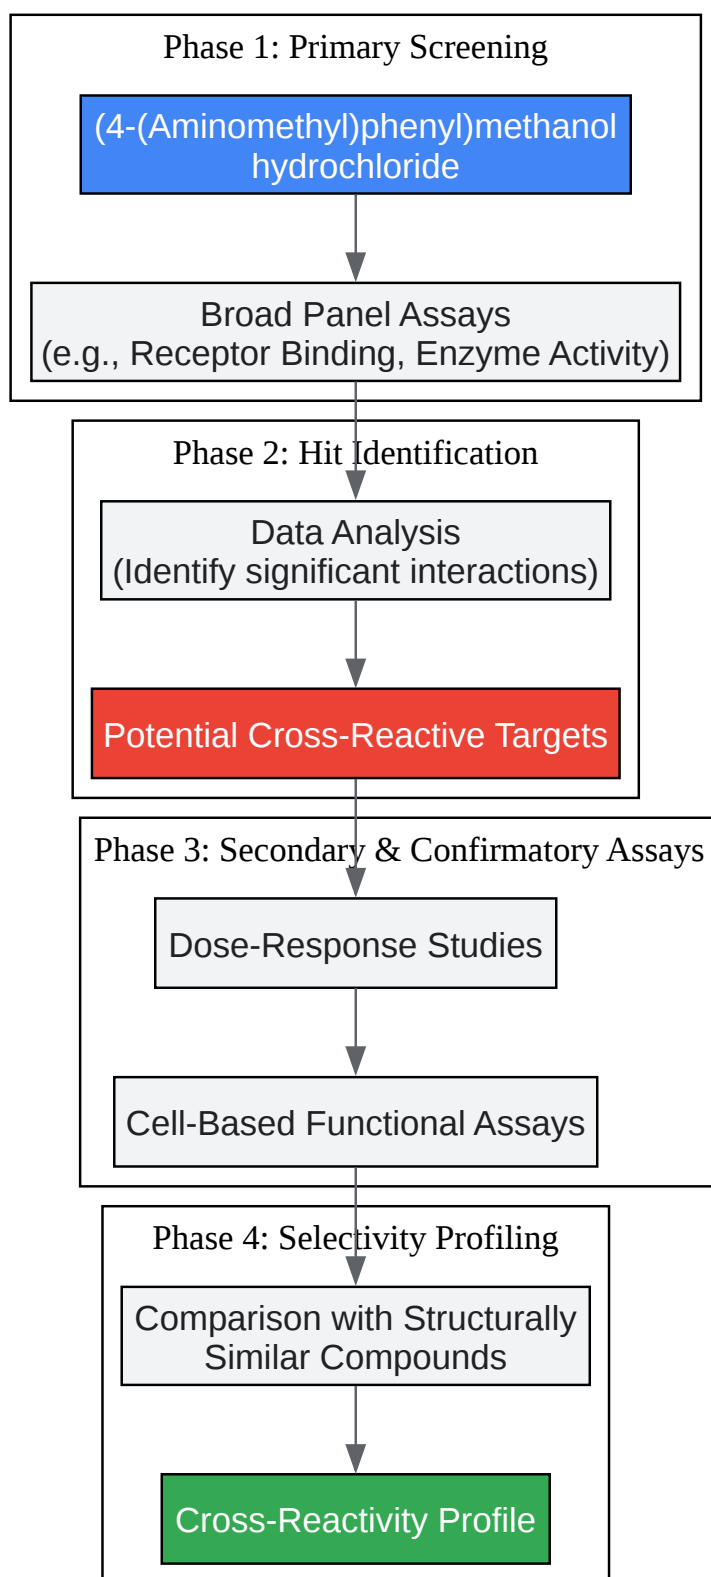 Phase 1: Primary Screening
(4-(Aminomethyl)phenyl)methanol
hydrochloride
Broad Panel Assays
(e.g., Receptor Binding, Enzyme Activity)
Phase 2: Hit Identification
Data Analysis
(Identify significant interactions)
Potential Cross-Reactive Targets
Phase 3: Secondary & Confirmatory Assays
Dose-Response Studies
Cell-Based Functional Assays
Phase 4: Selectivity Profiling
Comparison with Structurally
Similar Compounds
Cross-Reactivity Profile